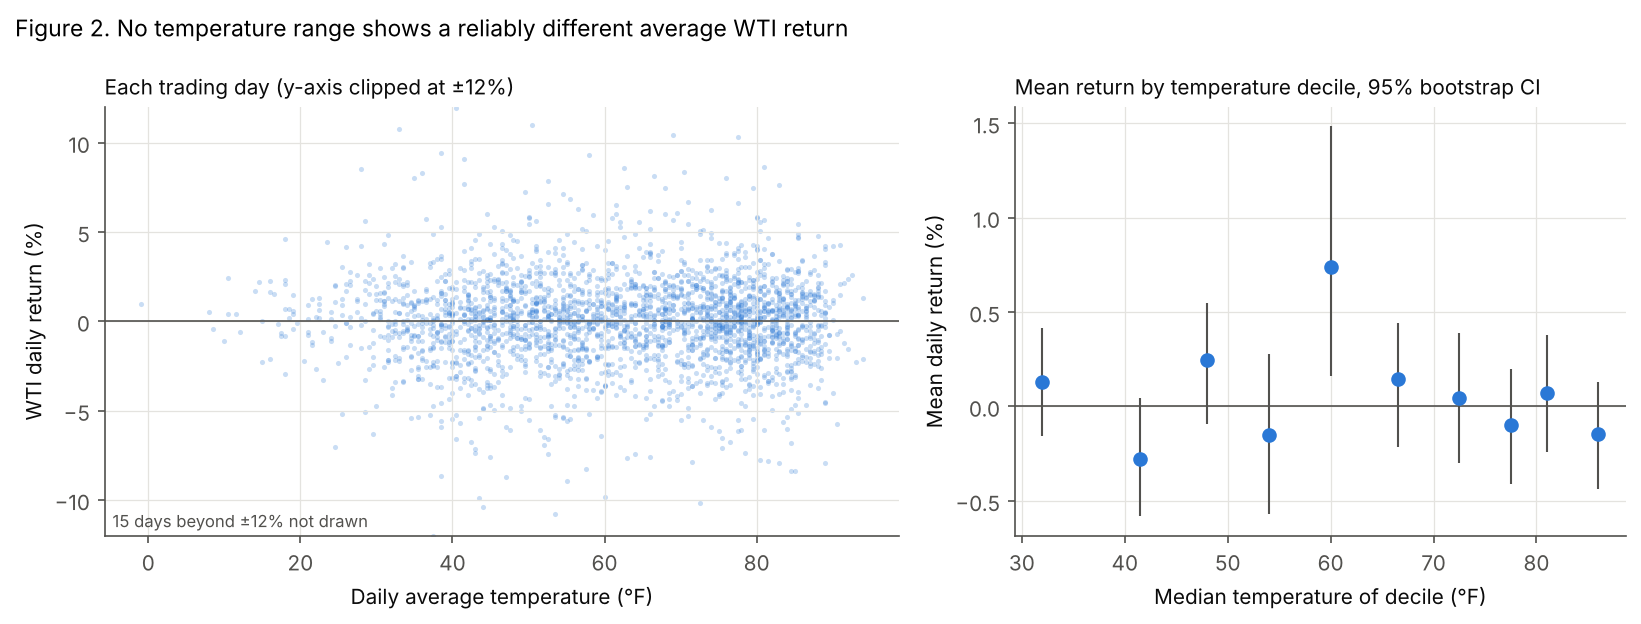 Figure 2. No temperature range shows a reliably different average WTI return
Each trading day (y-axis clipped at ±12%)
WTI daily return (%)
10
5
0
−5
−10
15 days beyond ±12% not drawn
0
20
40
60
80
Daily average temperature (°F)
Mean return by temperature decile, 95% bootstrap CI
Mean daily return (%)
1.5
1.0
0.5
0.0
−0.5
30
40
50
60
70
80
Median temperature of decile (°F)